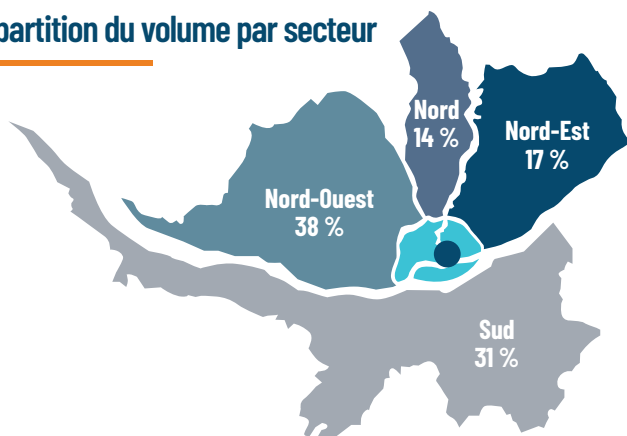 partition du volume par secteur
Nord
14 %
Nord-Est
17 %
Nord-Ouest
38 %
Sud
31 %